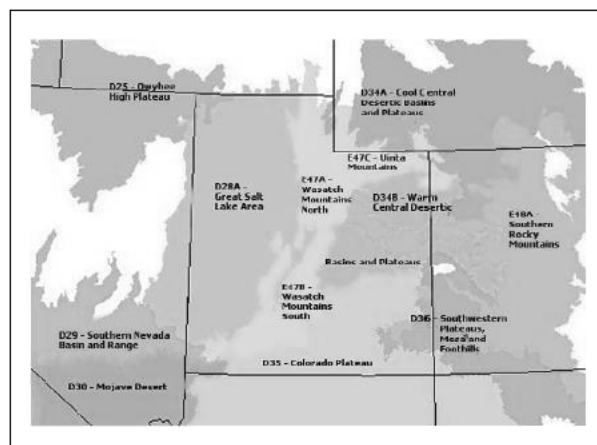 D25 - Owyhee
High Plateau
D34A - Cool Central
Desertic Basins
and Plateaus
E47C - Uinta
Mountains
D28A -
Great Salt
Lake Area
E47A -
Wasatch
Mountains
North
D34B - Warm
Central Desertic
Basins and Plateaus
E48A -
Southern
Rocky
Mountains
E47B -
Wasatch
Mountains
South
D29 - Southern Nevada
Basin and Range
D36 - Southwestern
Plateaus,
Mesa and
Foothills
D35 - Colorado Plateau
D30 - Mojave Desert